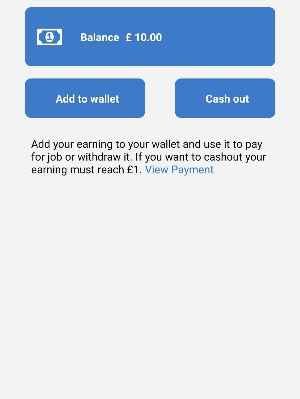 Balance £ 10.00
Add to wallet
Cash out
Add your earning to your wallet and use it to pay
for job or withdraw it. If you want to cashout your
earning must reach £1. View Payment